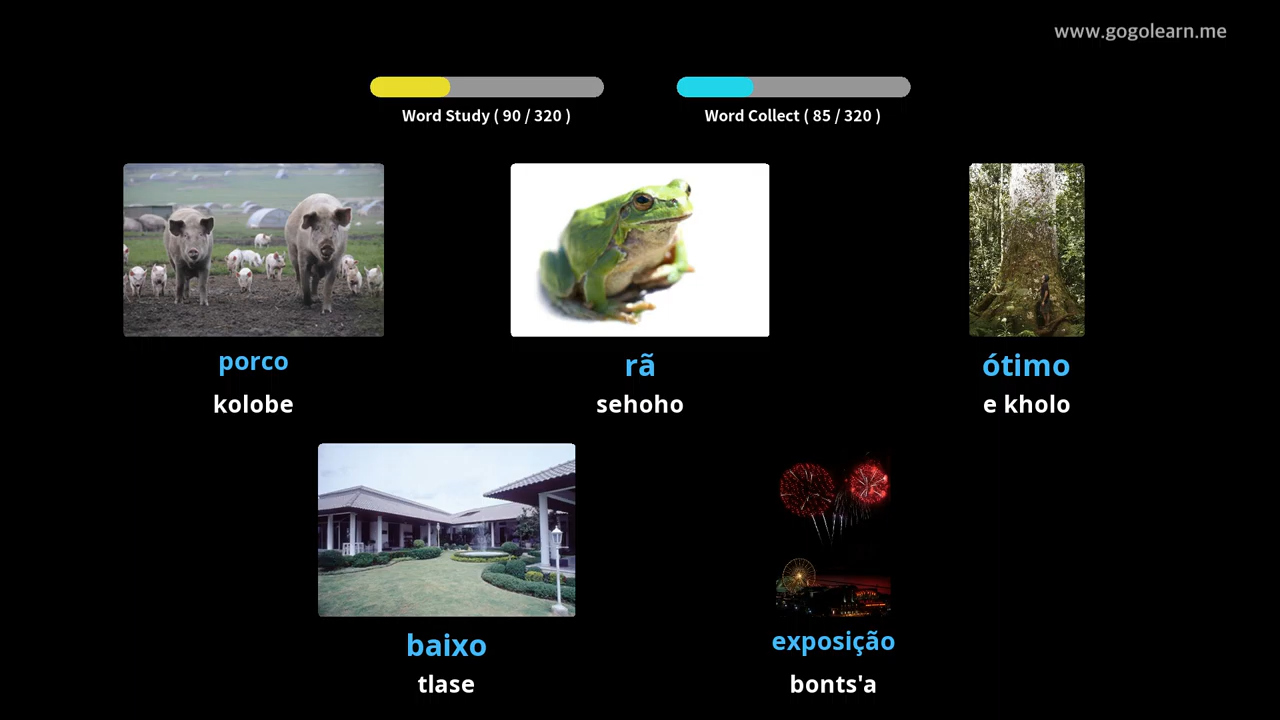 www.gogolearn.me
Word Study ( 90 / 320 )
Word Collect ( 85 / 320 )
porco
kolobe
rã
sehoho
ótimo
e kholo
baixo
tlase
exposição
bonts'a